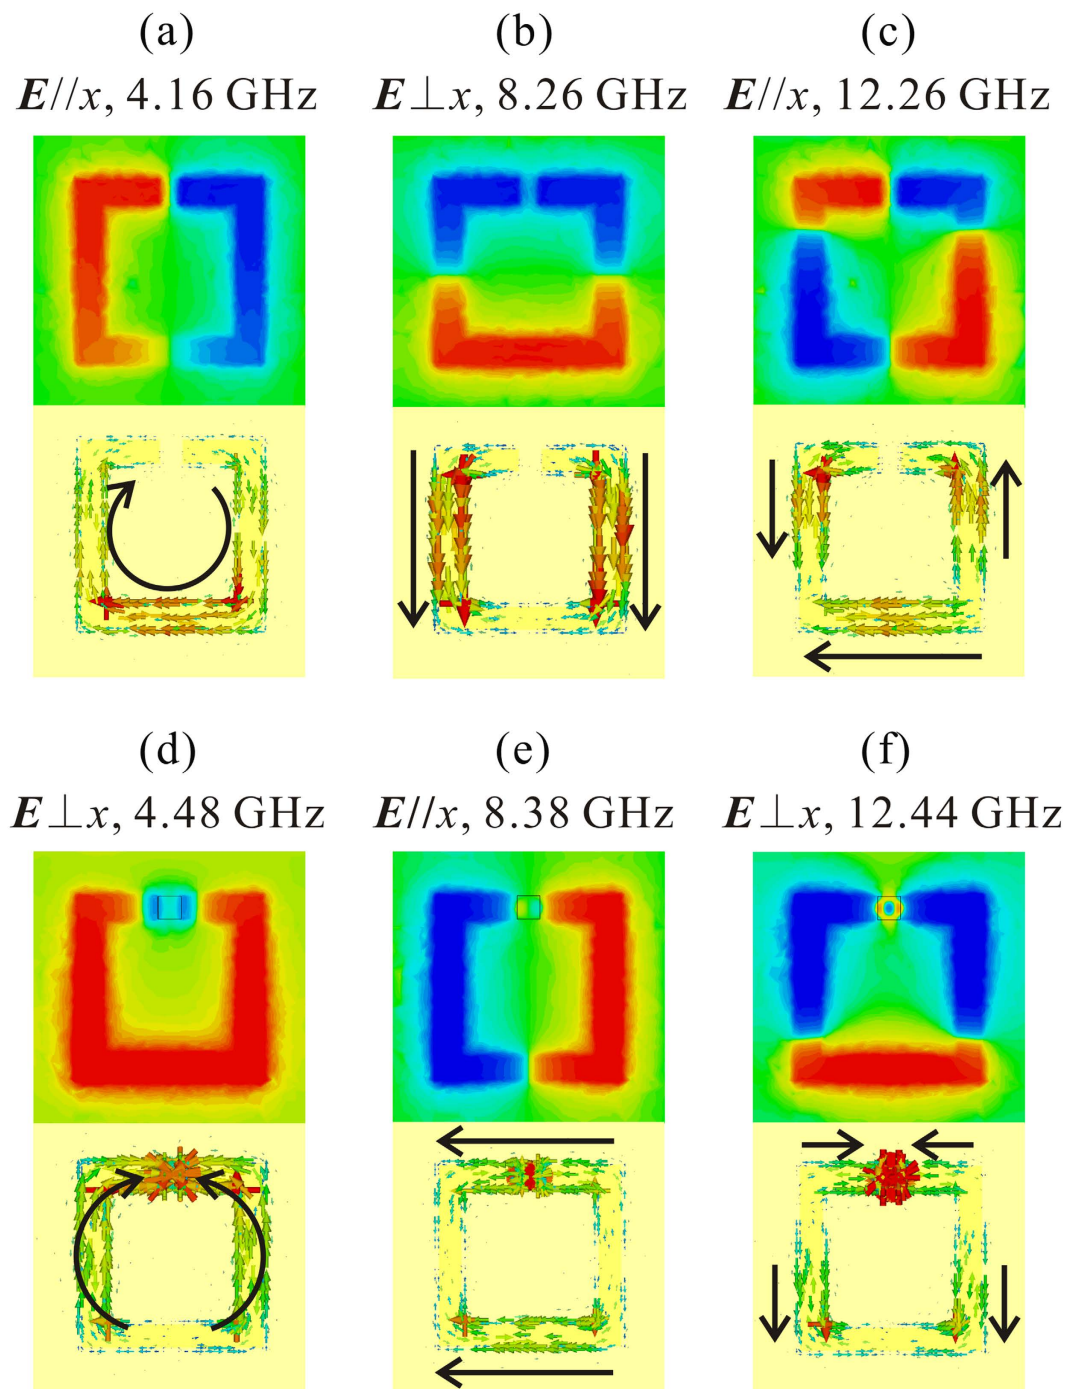 (a)
E//x, 4.16 GHz
(b)
E⊥x, 8.26 GHz
(c)
E//x, 12.26 GHz
(d)
E⊥x, 4.48 GHz
(e)
E//x, 8.38 GHz
(f)
E⊥x, 12.44 GHz